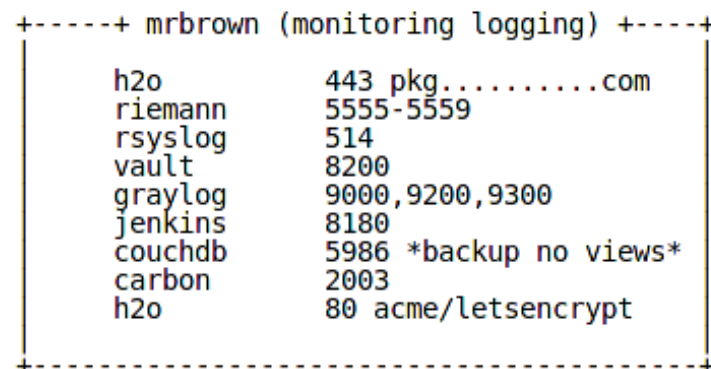 +-----+ mrbrown (monitoring logging) +----+
h2o 443 pkg..........com
riemann 5555-5559
rsyslog 514
vault 8200
graylog 9000,9200,9300
jenkins 8180
couchdb 5986 *backup no views*
carbon 2003
h2o 80 acme/letsencrypt
+-----------------------------------------+